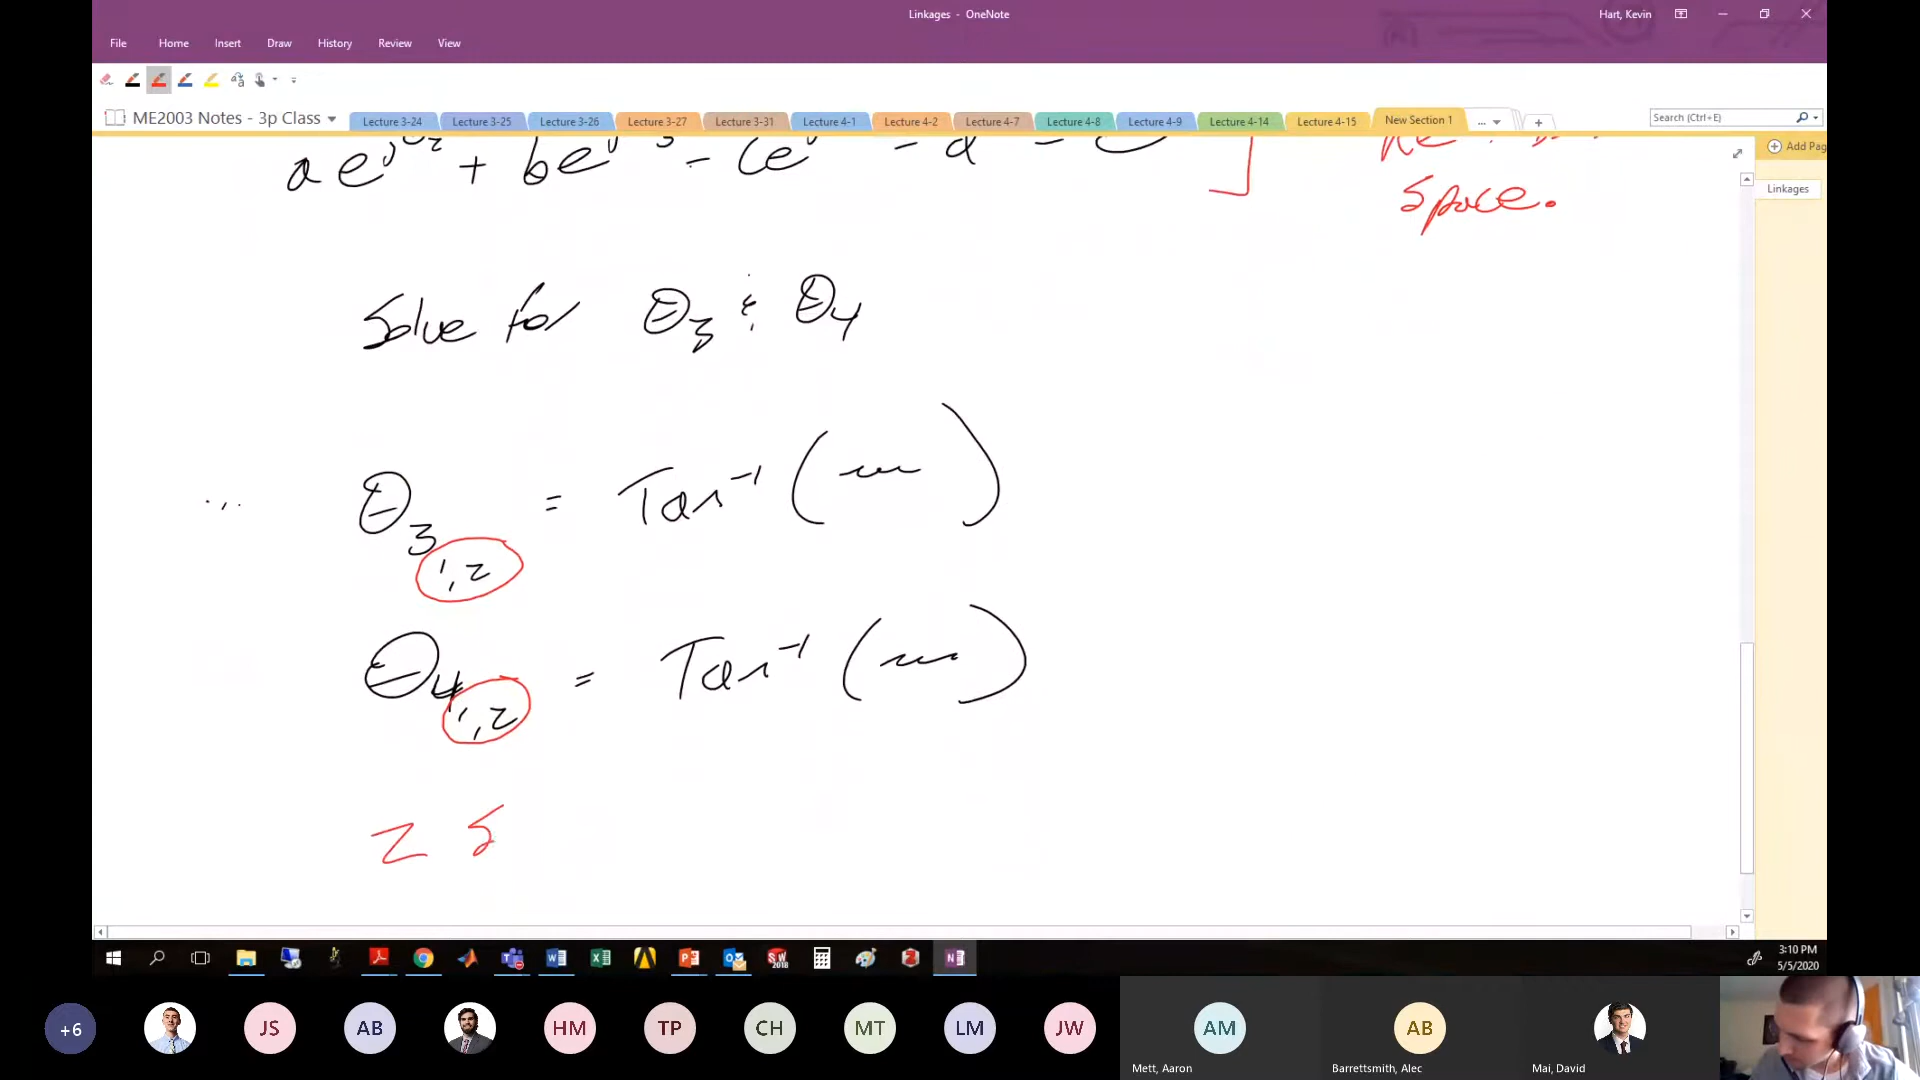 Linkages - OneNote
Hart, Kevin
File Home Insert Draw History Review View
ME2003 Notes - 3p Class
Lecture 3-24 Lecture 3-25 Lecture 3-26 Lecture 3-27 Lecture 3-31 Lecture 4-1 Lecture 4-2 Lecture 4-7 Lecture 4-8 Lecture 4-9 Lecture 4-14 Lecture 4-15 New Section 1 ...
Search (Ctrl+E)
Add Pag
Linkages
Space.
Solve for θ3 & θ4
... θ3 1,2 = Tan⁻¹ ( )
θ4 1,2 = Tan⁻¹ ( )
2 S
3:10 PM
5/5/2020
+6 JS AB HM TP CH MT LM JW AM AB
Mett, Aaron Barrettsmith, Alec Mai, David